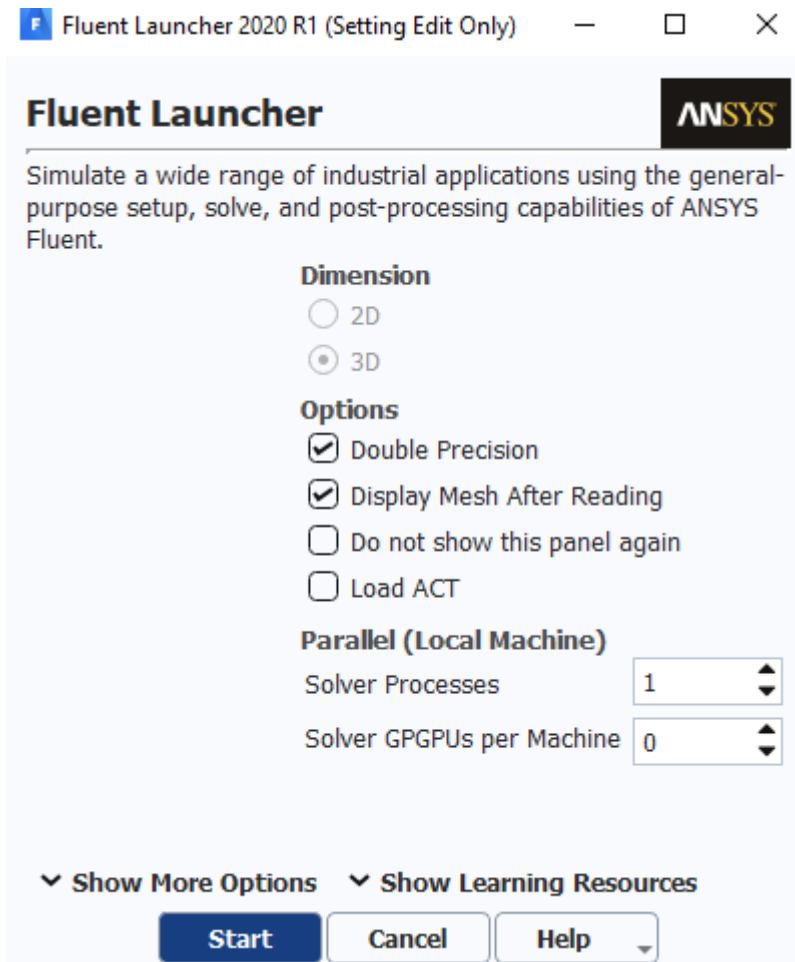 Fluent Launcher 2020 R1 (Setting Edit Only)
Fluent Launcher
ANSYS
Simulate a wide range of industrial applications using the general-
purpose setup, solve, and post-processing capabilities of ANSYS
Fluent.
Dimension
2D
3D
Options
Double Precision
Display Mesh After Reading
Do not show this panel again
Load ACT
Parallel (Local Machine)
Solver Processes 1
Solver GPGPUs per Machine 0
Show More Options Show Learning Resources
Start Cancel Help